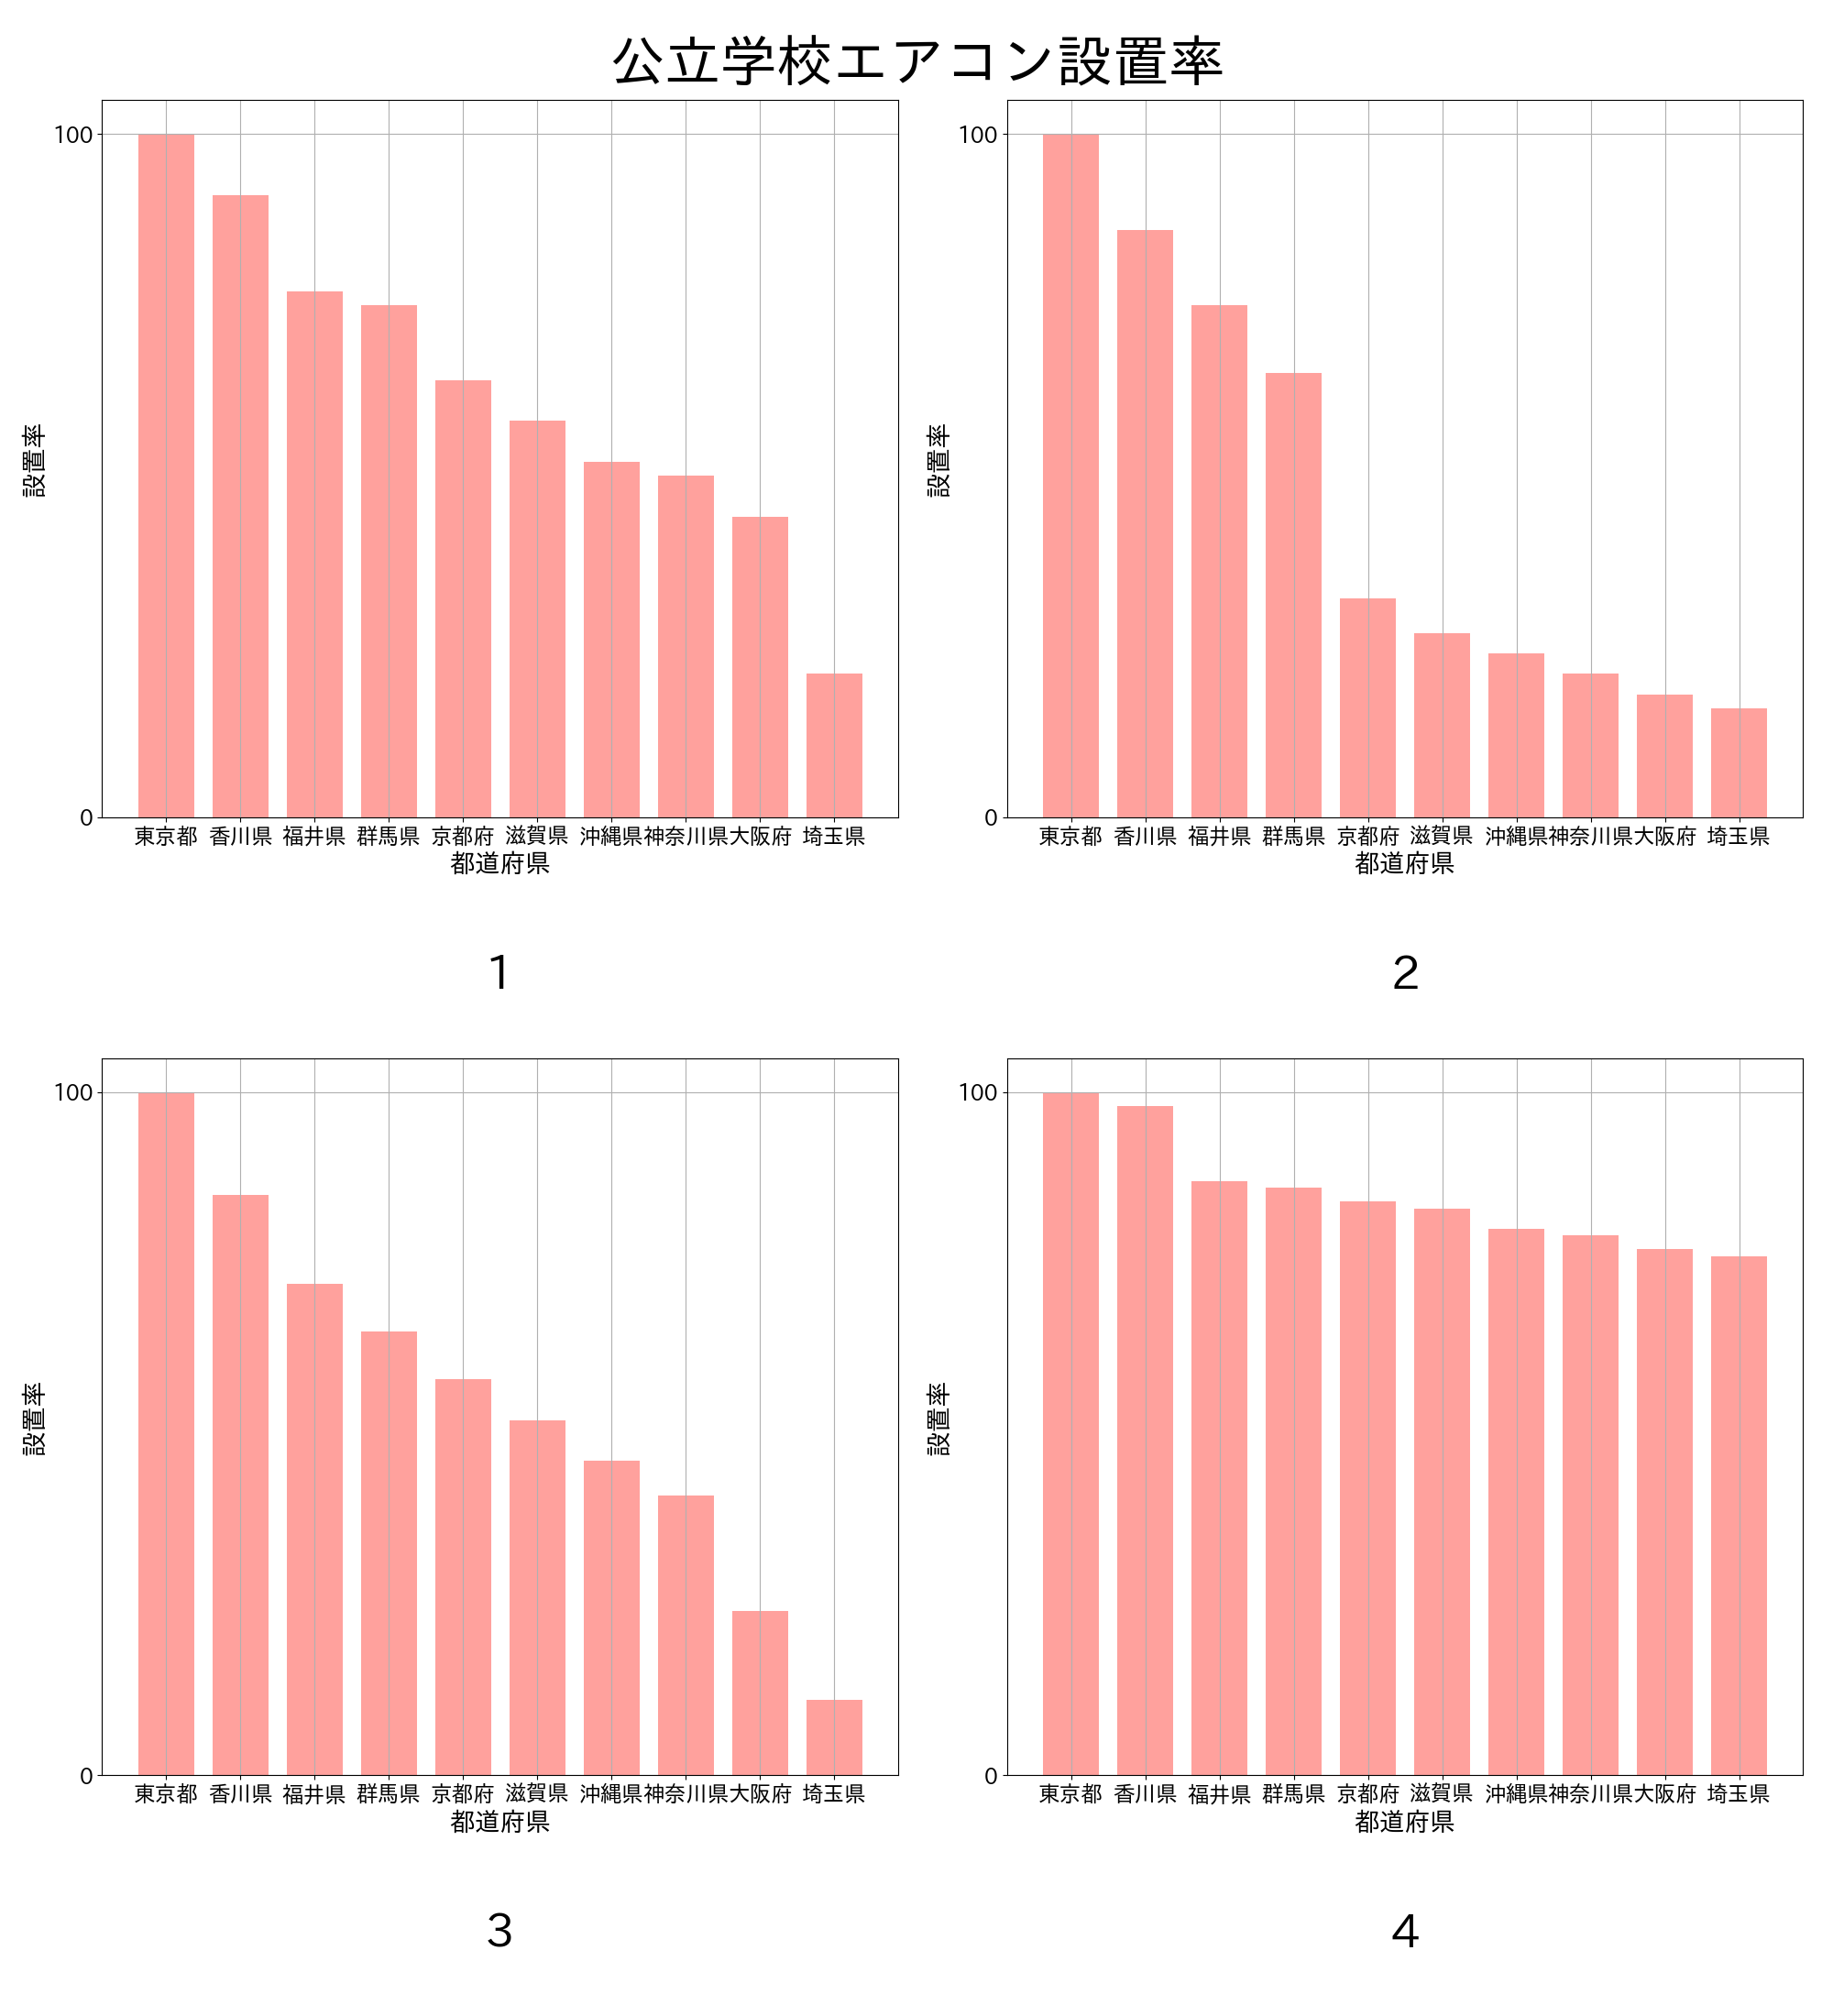 公立学校エアコン設置率
100
0
設置率
東京都 香川県 福井県 群馬県 京都府 滋賀県 沖縄県 神奈川県 大阪府 埼玉県
都道府県
1
100
0
設置率
東京都 香川県 福井県 群馬県 京都府 滋賀県 沖縄県 神奈川県 大阪府 埼玉県
都道府県
2
100
0
設置率
東京都 香川県 福井県 群馬県 京都府 滋賀県 沖縄県 神奈川県 大阪府 埼玉県
都道府県
3
100
0
設置率
東京都 香川県 福井県 群馬県 京都府 滋賀県 沖縄県 神奈川県 大阪府 埼玉県
都道府県
4